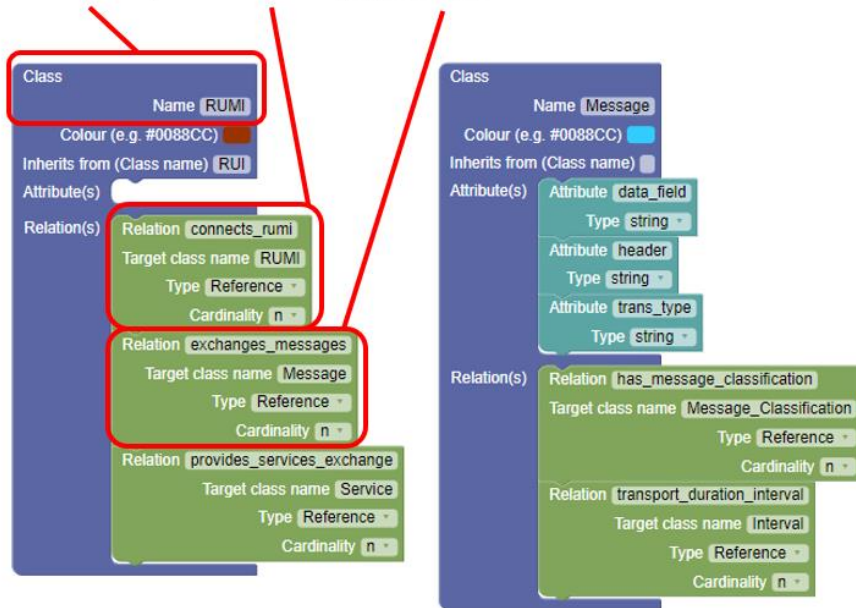 Class
Name RUMI
Colour (e.g. #0088CC)
Inherits from (Class name) RUI
Attribute(s)
Relation(s) Relation connects_rumi
Target class name RUMI
Type Reference
Cardinality n
Relation exchanges_messages
Target class name Message
Type Reference
Cardinality n
Relation provides_services_exchange
Target class name Service
Type Reference
Cardinality n
Class
Name Message
Colour (e.g. #0088CC)
Inherits from (Class name)
Attribute(s) Attribute data_field
Type string
Attribute header
Type string
Attribute trans_type
Type string
Relation(s) Relation has_message_classification
Target class name Message_Classification
Type Reference
Cardinality n
Relation transport_duration_interval
Target class name Interval
Type Reference
Cardinality n